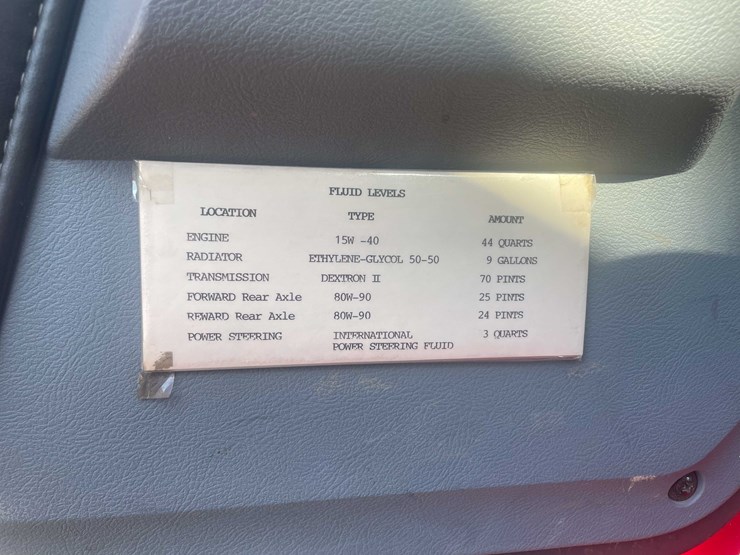 FLUID LEVELS
LOCATION TYPE AMOUNT
ENGINE 15W -40 44 QUARTS
RADIATOR ETHYLENE-GLYCOL 50-50 9 GALLONS
TRANSMISSION DEXTRON II 70 PINTS
FORWARD Rear Axle 80W-90 25 PINTS
REWARD Rear Axle 80W-90 24 PINTS
POWER STEERING INTERNATIONAL 3 QUARTS
POWER STEERING FLUID